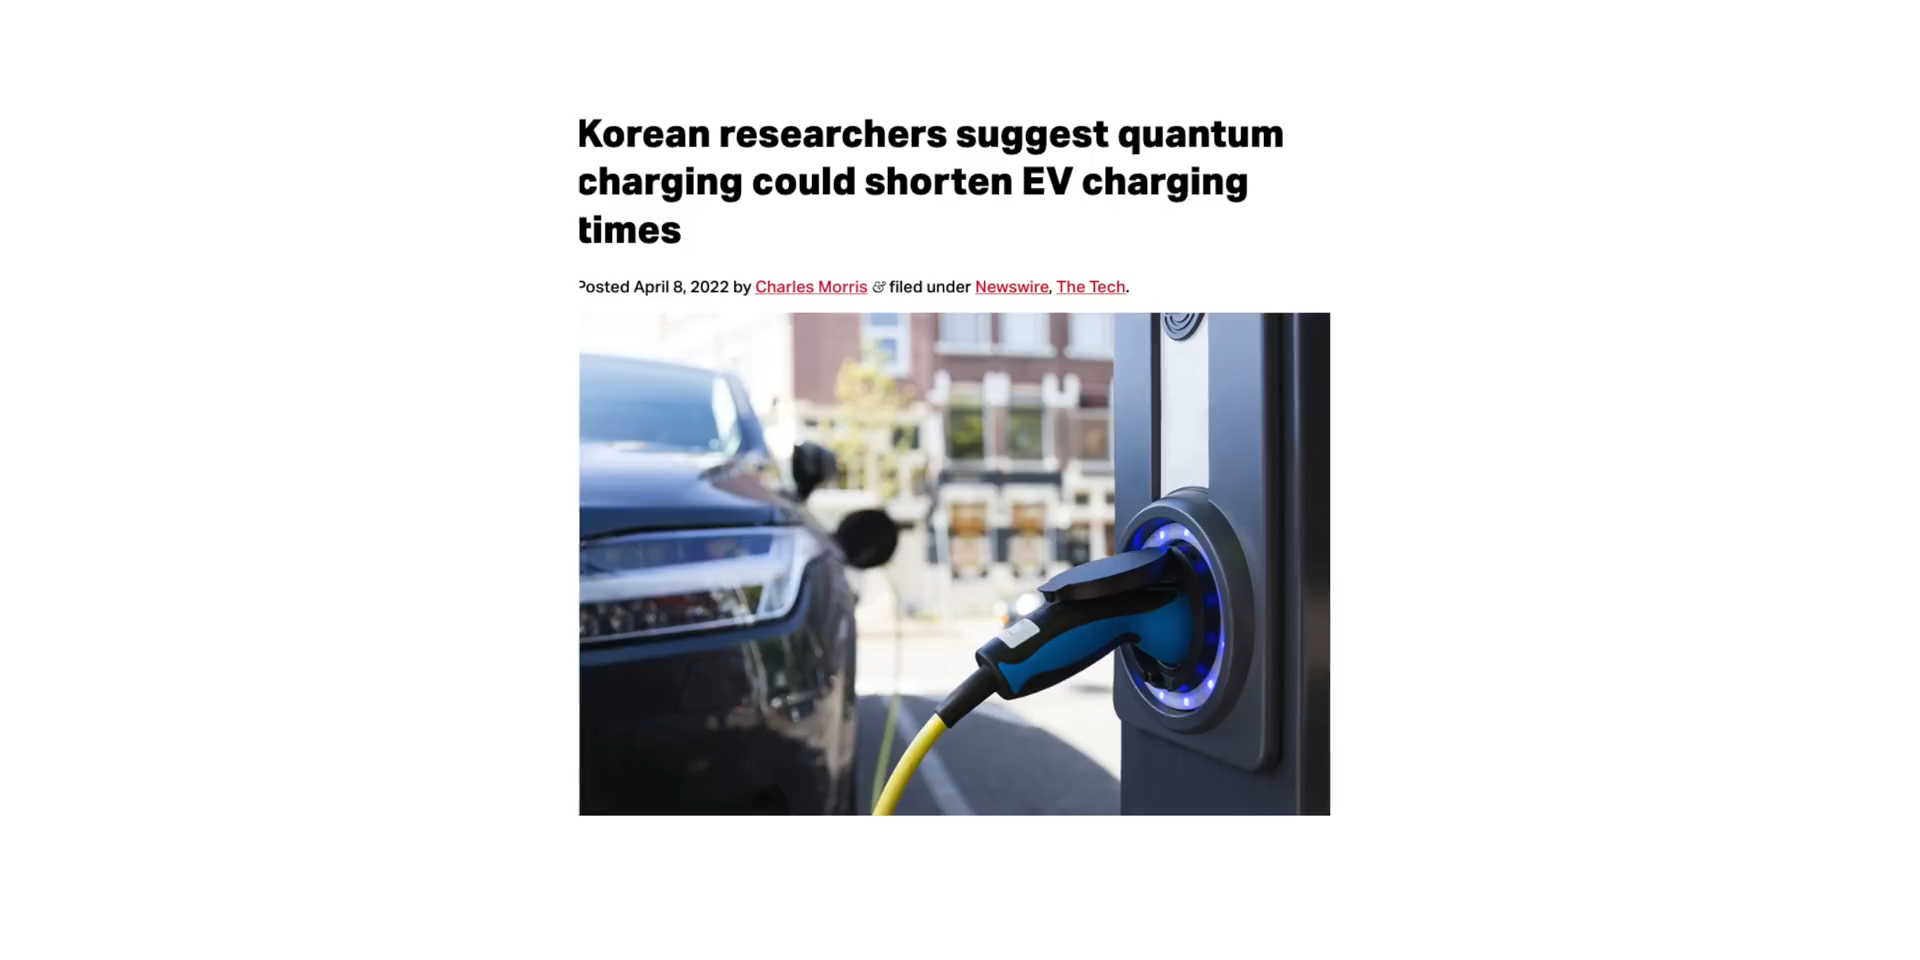 Korean researchers suggest quantum
charging could shorten EV charging
times
Posted April 8, 2022 by Charles Morris & filed under Newswire, The Tech.